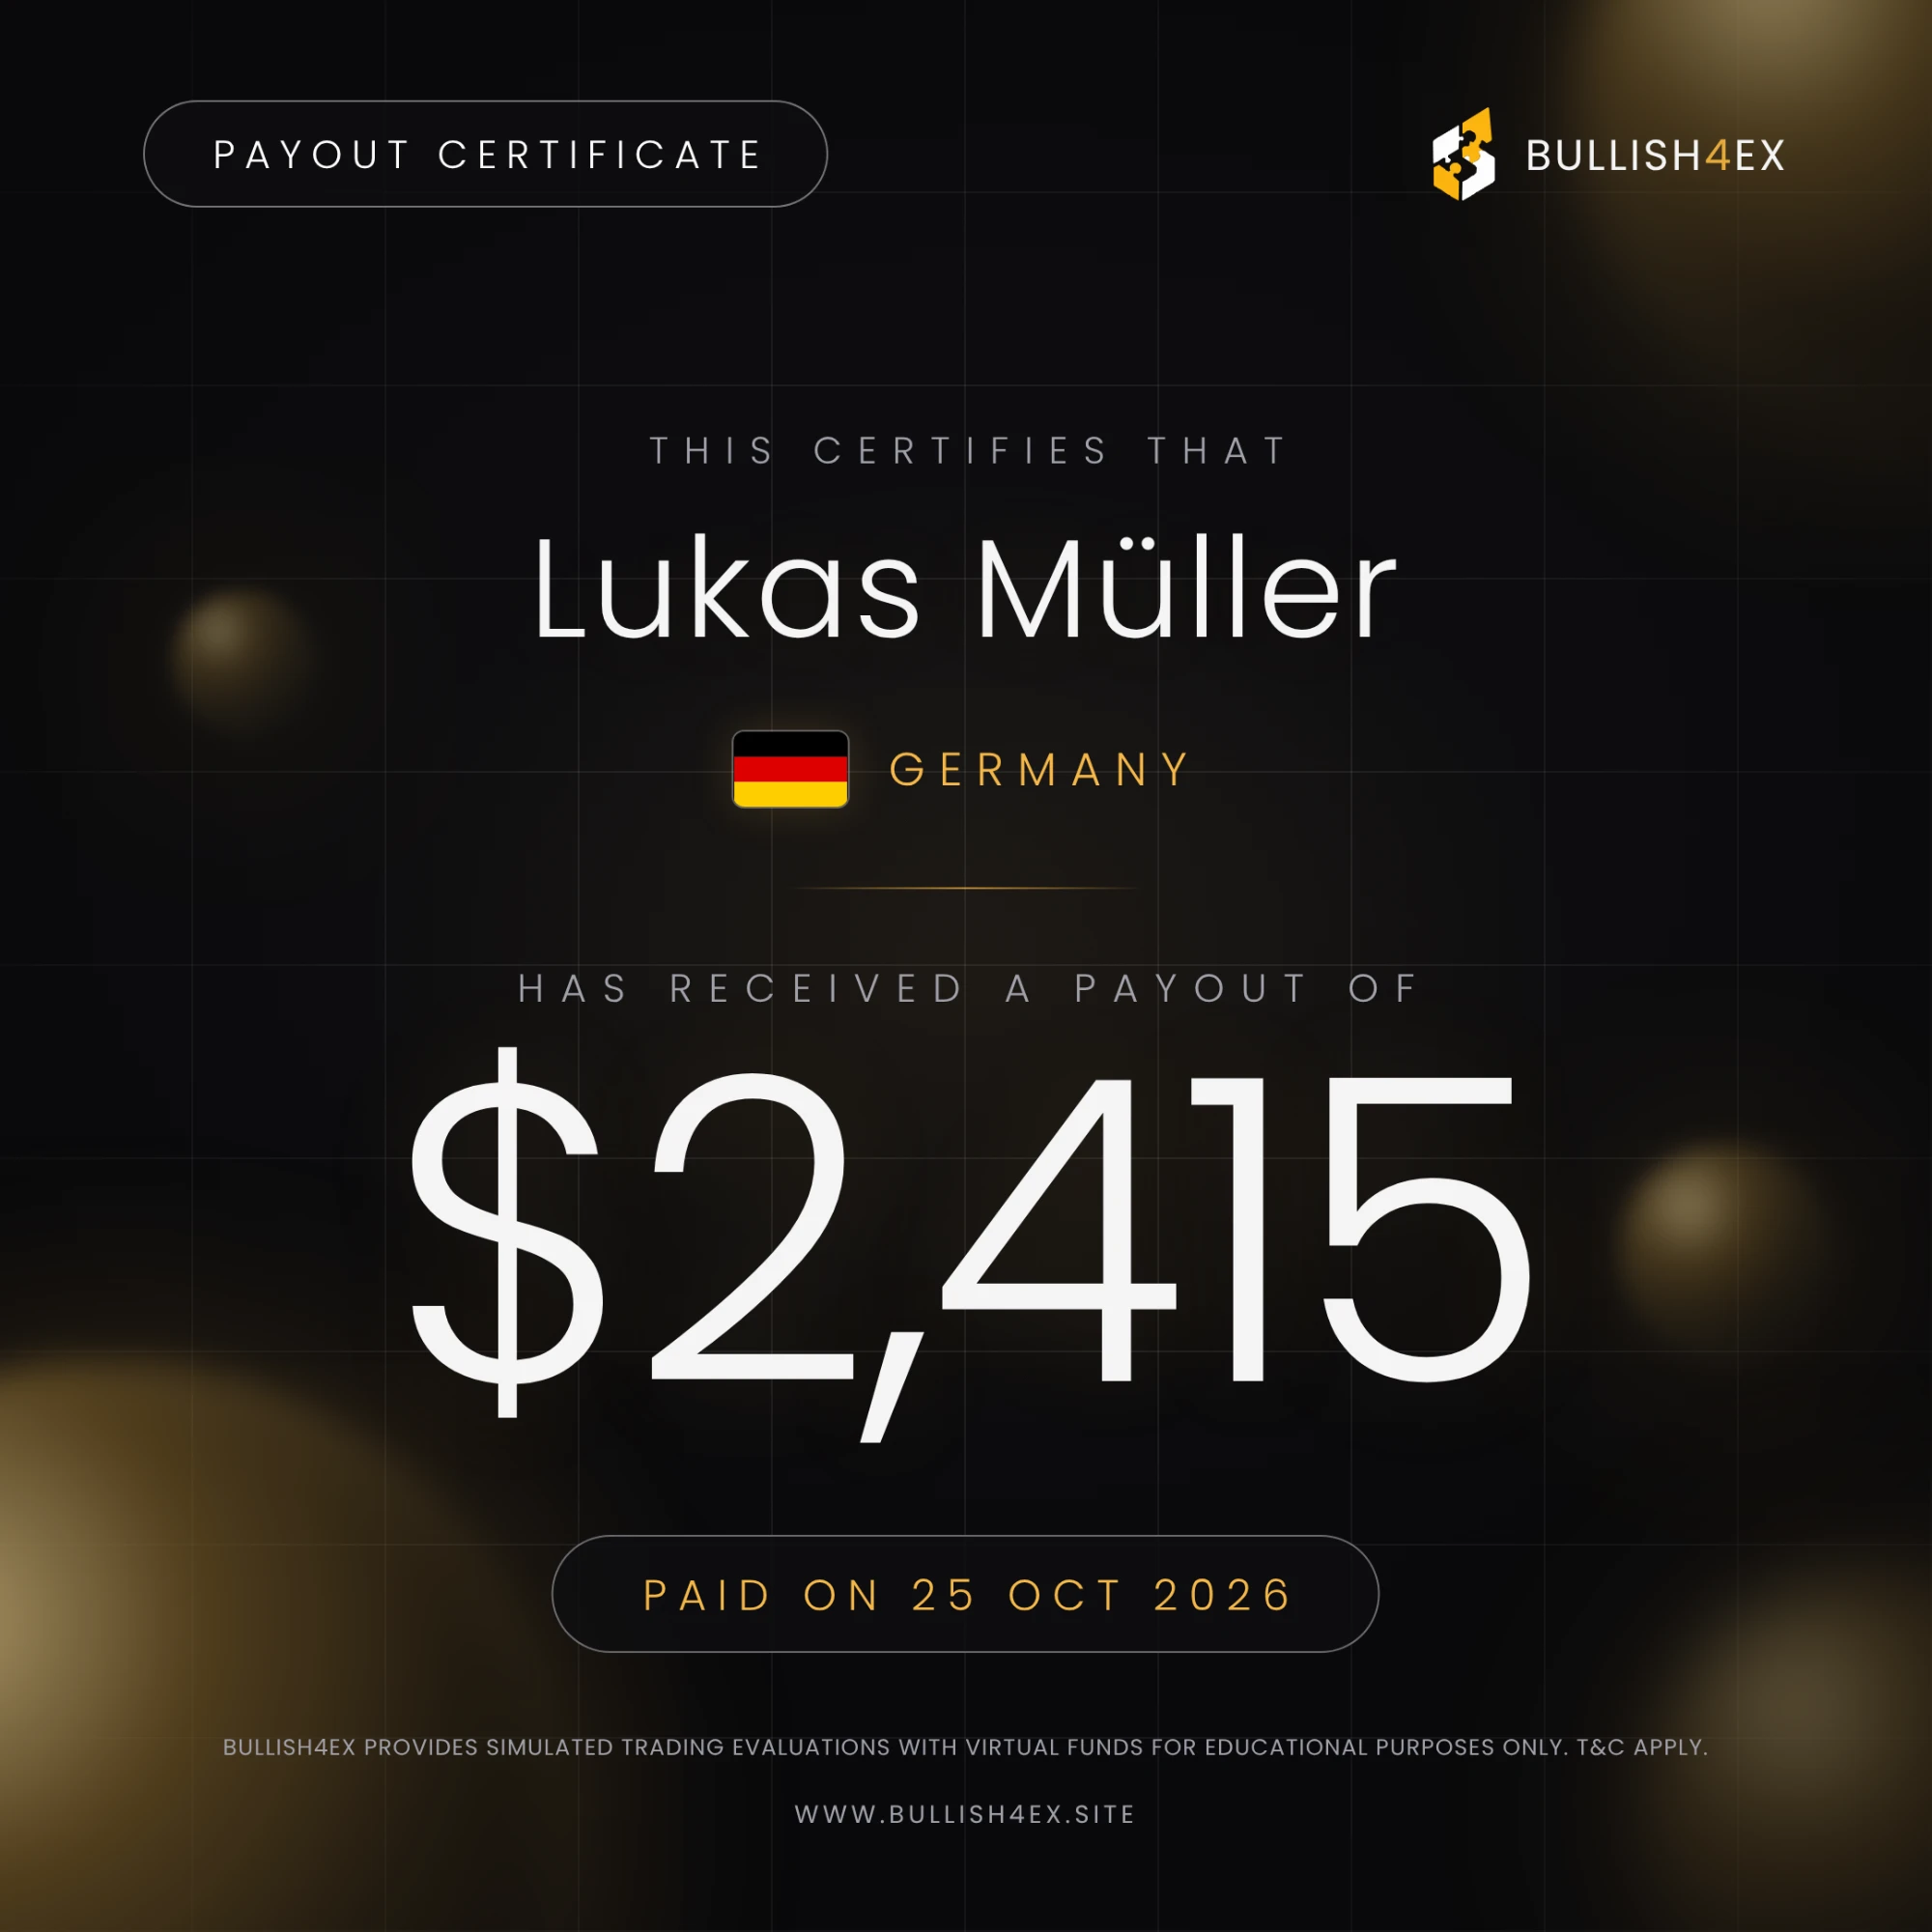 PAYOUT CERTIFICATE
BULLISH4EX
THIS CERTIFIES THAT
Lukas Müller
GERMANY
HAS RECEIVED A PAYOUT OF
$2,415
PAID ON 25 OCT 2026
BULLISH4EX PROVIDES SIMULATED TRADING EVALUATIONS WITH VIRTUAL FUNDS FOR EDUCATIONAL PURPOSES ONLY. T&C APPLY.
WWW.BULLISH4EX.SITE